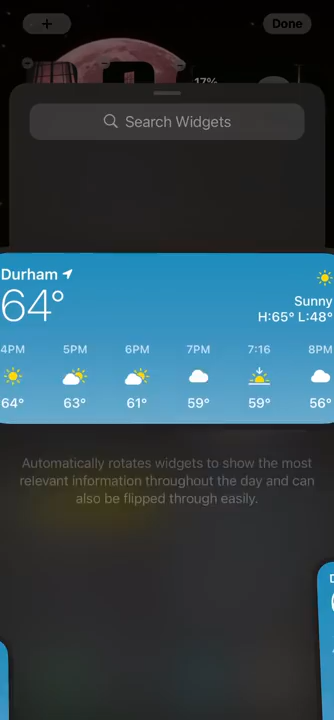 + Done
17%
Search Widgets
Durham
64°
Sunny
H:65° L:48°
4PM 5PM 6PM 7PM 7:16 8PM
64° 63° 61° 59° 59° 56°
Automatically rotates widgets to show the most
relevant information throughout the day and can
also be flipped through easily.